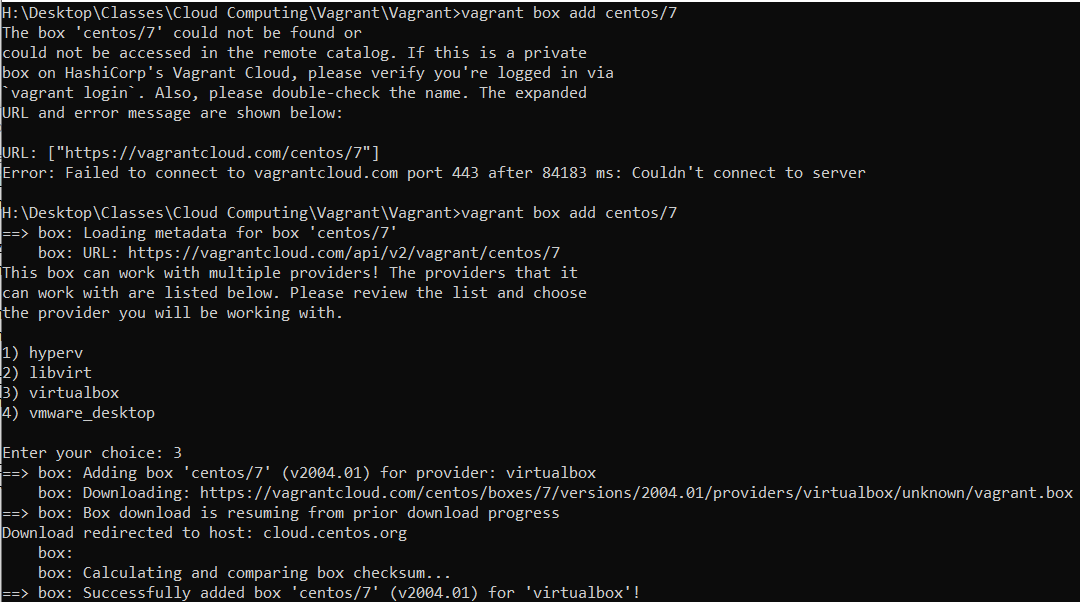 H:\Desktop\Classes\Cloud Computing\Vagrant\Vagrant>vagrant box add centos/7
The box 'centos/7' could not be found or
could not be accessed in the remote catalog. If this is a private
box on HashiCorp's Vagrant Cloud, please verify you're logged in via
`vagrant login`. Also, please double-check the name. The expanded
URL and error message are shown below:

URL: ["https://vagrantcloud.com/centos/7"]
Error: Failed to connect to vagrantcloud.com port 443 after 84183 ms: Couldn't connect to server

H:\Desktop\Classes\Cloud Computing\Vagrant\Vagrant>vagrant box add centos/7
==> box: Loading metadata for box 'centos/7'
    box: URL: https://vagrantcloud.com/api/v2/vagrant/centos/7
This box can work with multiple providers! The providers that it
can work with are listed below. Please review the list and choose
the provider you will be working with.

1) hyperv
2) libvirt
3) virtualbox
4) vmware_desktop

Enter your choice: 3
==> box: Adding box 'centos/7' (v2004.01) for provider: virtualbox
    box: Downloading: https://vagrantcloud.com/centos/boxes/7/versions/2004.01/providers/virtualbox/unknown/vagrant.box
==> box: Box download is resuming from prior download progress
Download redirected to host: cloud.centos.org
    box:
    box: Calculating and comparing box checksum...
==> box: Successfully added box 'centos/7' (v2004.01) for 'virtualbox'!